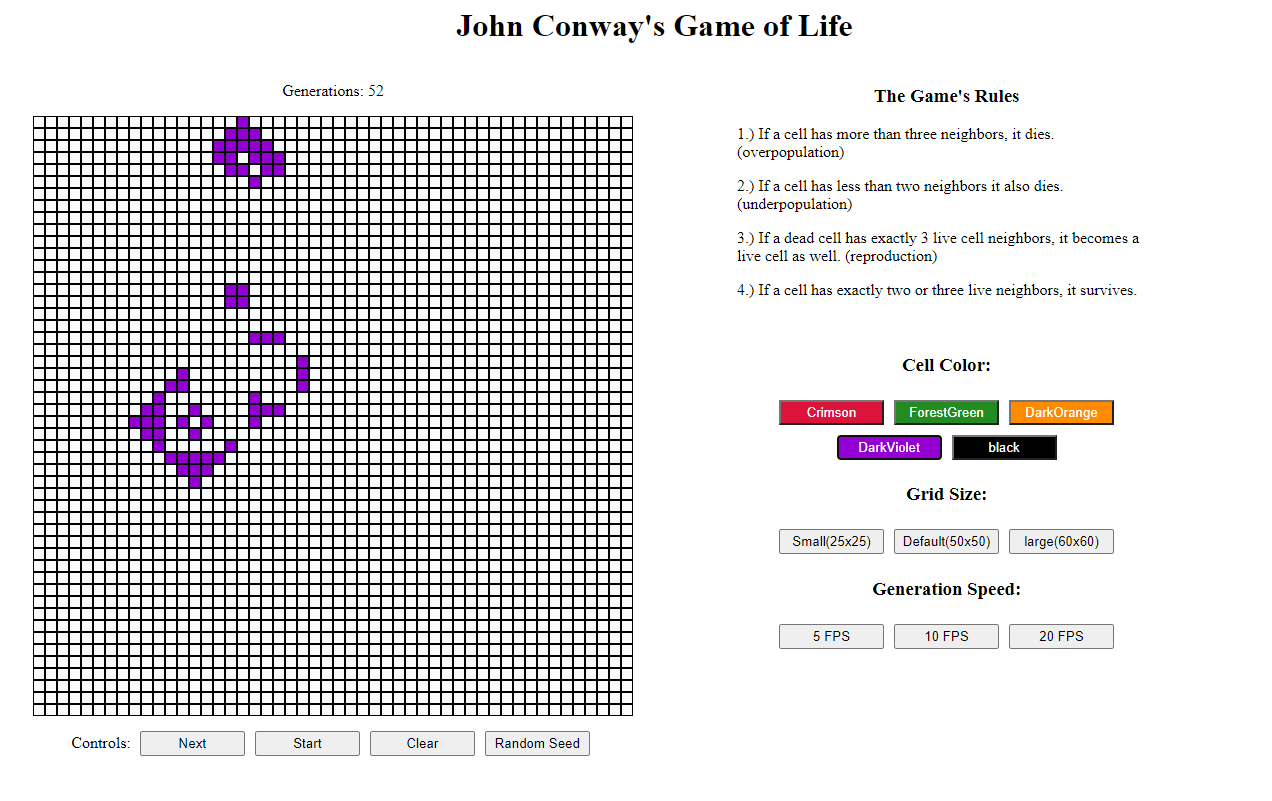 John Conway's Game of Life
Generations: 52
Controls:
Next
Start
Clear
Random Seed
The Game's Rules
1.) If a cell has more than three neighbors, it dies.
(overpopulation)
2.) If a cell has less than two neighbors it also dies.
(underpopulation)
3.) If a dead cell has exactly 3 live cell neighbors, it becomes a
live cell as well. (reproduction)
4.) If a cell has exactly two or three live neighbors, it survives.
Cell Color:
Crimson
ForestGreen
DarkOrange
DarkViolet
black
Grid Size:
Small(25x25)
Default(50x50)
large(60x60)
Generation Speed:
5 FPS
10 FPS
20 FPS